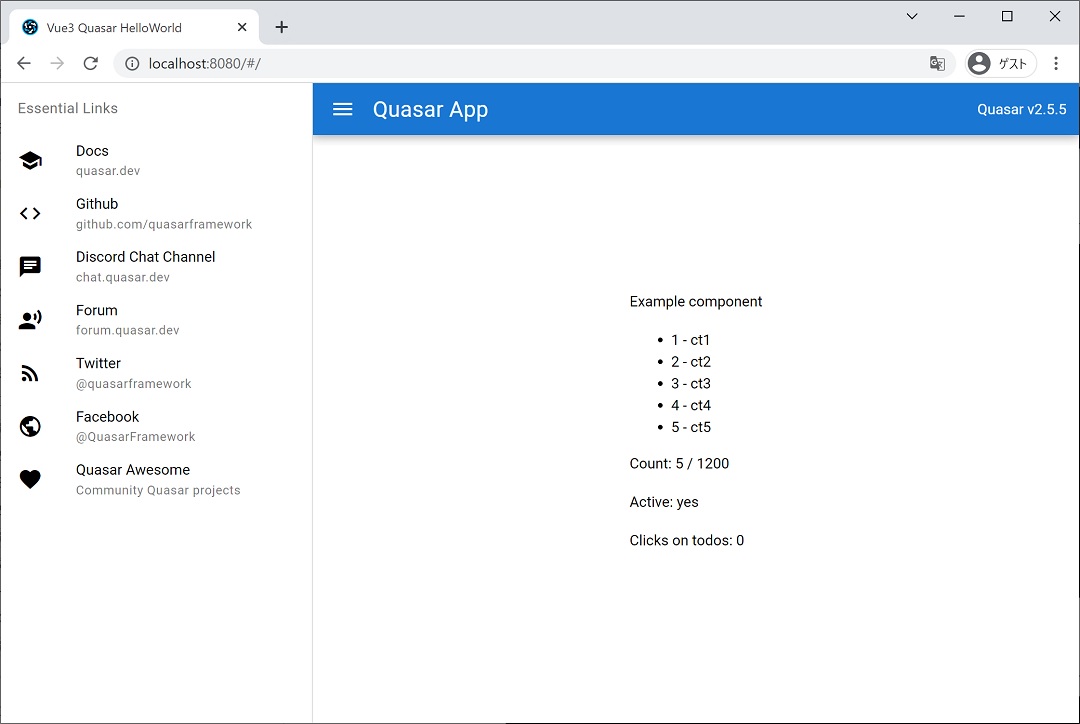 Vue3 Quasar HelloWorld
localhost:8080/#/
ゲスト
Essential Links
Quasar App
Quasar v2.5.5
Docs
quasar.dev
Github
github.com/quasarframework
Discord Chat Channel
chat.quasar.dev
Forum
forum.quasar.dev
Twitter
@quasarframework
Facebook
@QuasarFramework
Quasar Awesome
Community Quasar projects
Example component
1 - ct1
2 - ct2
3 - ct3
4 - ct4
5 - ct5
Count: 5 / 1200
Active: yes
Clicks on todos: 0